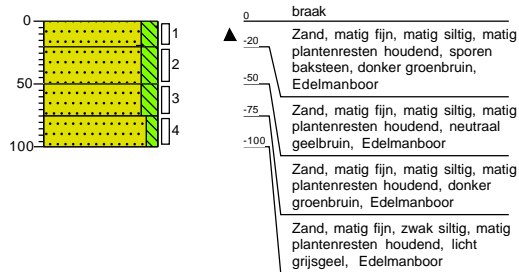 0
50
100
1
2
3
4
0
-20
-50
-75
-100
braak
Zand, matig fijn, matig siltig, matig
plantenresten houdend, sporen
baksteen, donker groenbruin,
Edelmanboor
Zand, matig fijn, matig siltig, matig
plantenresten houdend, neutraal
geelbruin, Edelmanboor
Zand, matig fijn, matig siltig, matig
plantenresten houdend, donker
groenbruin, Edelmanboor
Zand, matig fijn, zwak siltig, matig
plantenresten houdend, licht
grijsgeel, Edelmanboor